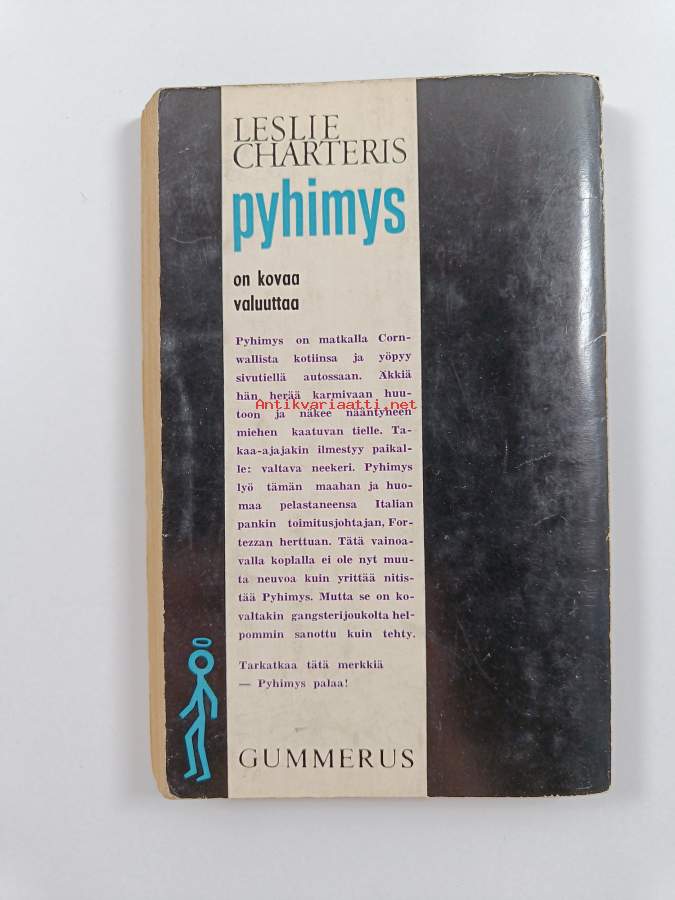 LESLIE
CHARTERIS
pyhimys
on kovaa
valuuttaa
Pyhimys on matkalla Corn-
wallista kotiinsa ja yöpyy
sivutiellä autossaan. Äkkiä
hän herää karmivaan huu-
toon ja näkee nääntyneen
Antikvariaatti.net
miehen kaatuvan tielle. Ta-
kaa-ajajakin ilmestyy paikal-
le: valtava neekeri. Pyhimys
lyö tämän maahan ja huo-
maa pelastaneensa Italian
pankin toimitusjohtajan, For-
tezzan herttuan. Tätä vainoa-
valla koplalla ei ole nyt muu-
ta neuvoa kuin yrittää nitis-
tää Pyhimys. Mutta se on ko-
valtakin gangsterijoukolta hel-
pommin sanottu kuin tehty.
Tarkatkaa tätä merkkiä
— Pyhimys palaa!
GUMMERUS